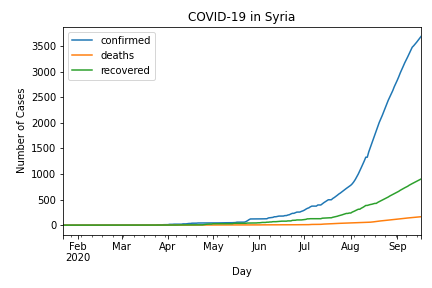 COVID-19 in Syria
confirmed
deaths
recovered
Number of Cases
3500
3000
2500
2000
1500
1000
500
0
Feb Mar Apr May Jun Jul Aug Sep
2020
Day